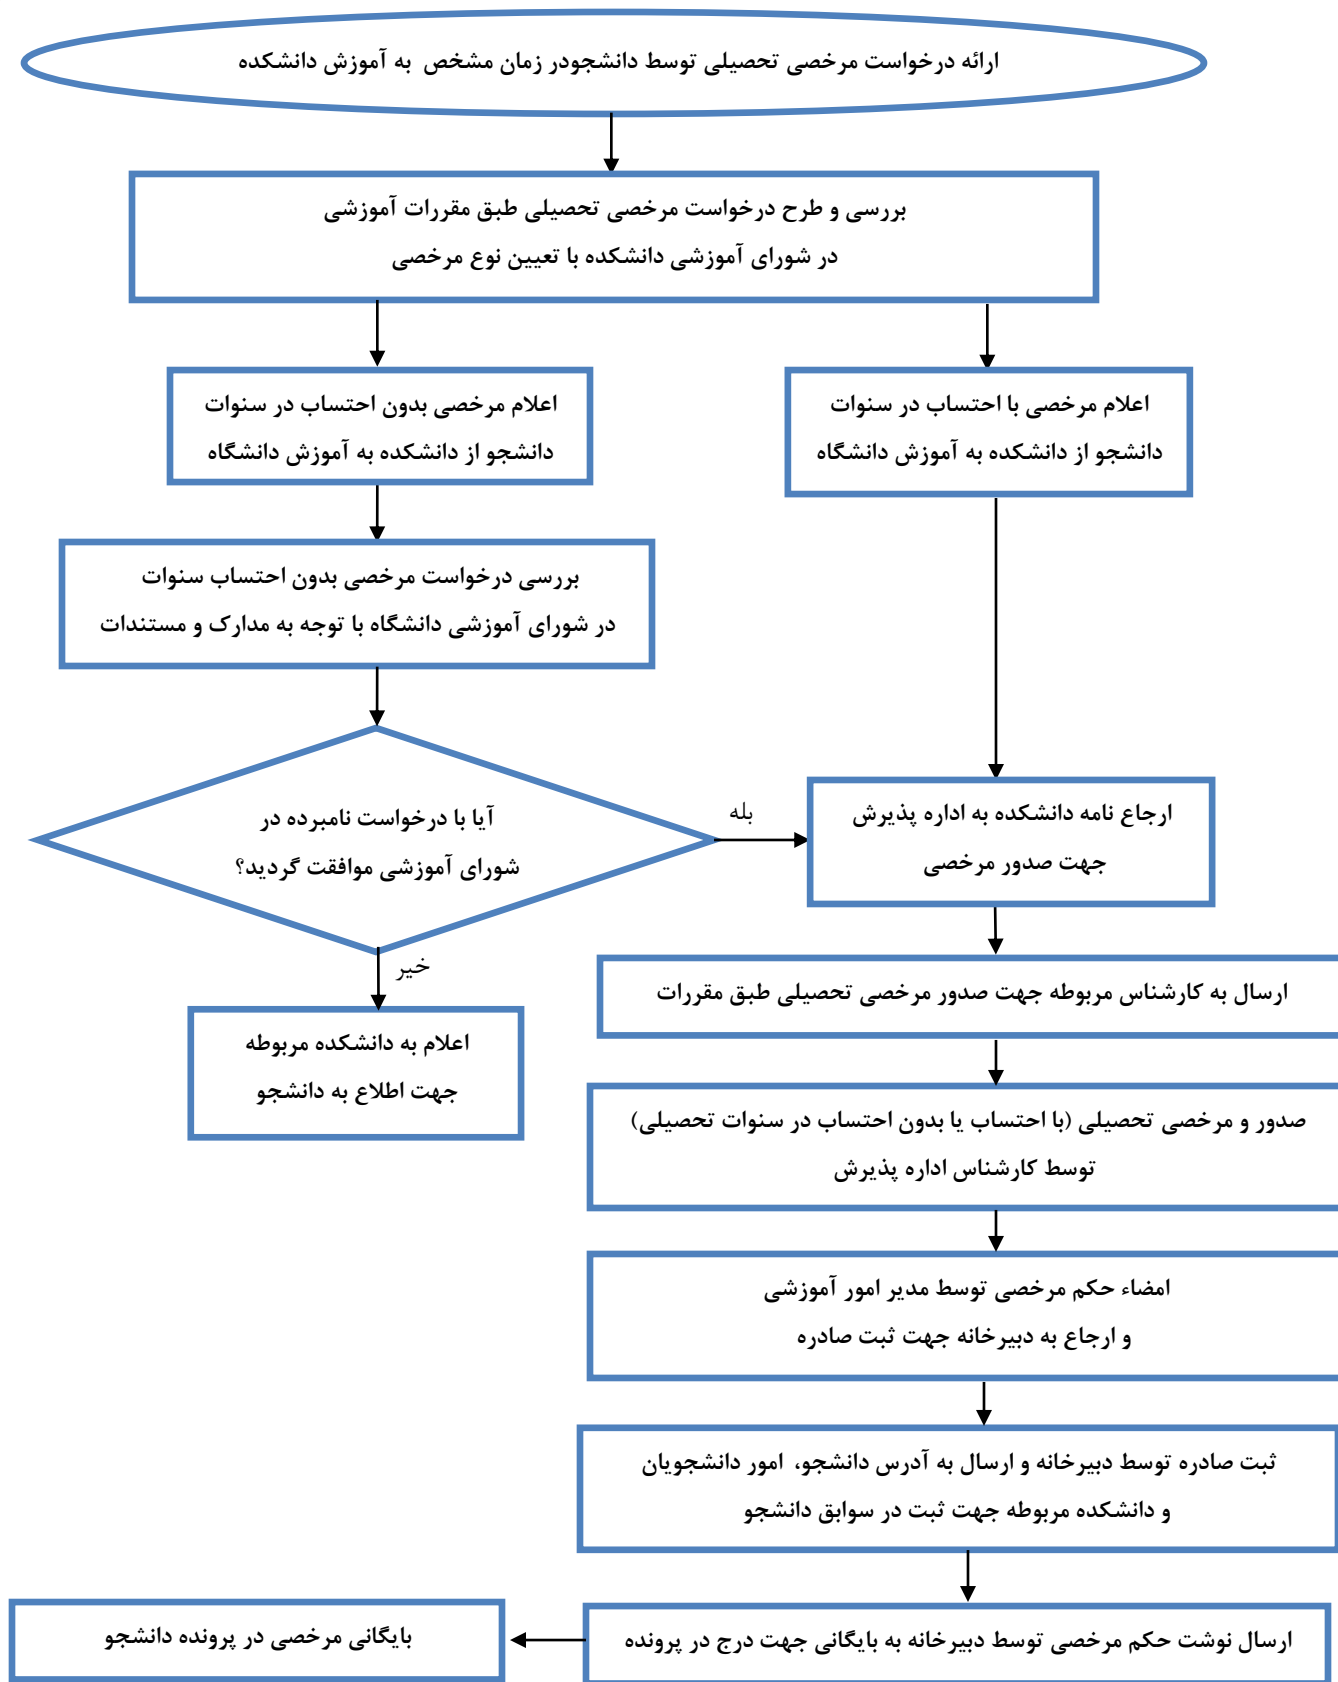 ارائه درخواست مرخصی تحصیلی توسط دانشجودر زمان مشخص به آموزش دانشکده
بررسی و طرح درخواست مرخصی تحصیلی طبق مقررات آموزشی
در شورای آموزشی دانشکده با تعیین نوع مرخصی
اعلام مرخصی با احتساب در سنوات
دانشجو از دانشکده به آموزش دانشگاه
اعلام مرخصی بدون احتساب در سنوات
دانشجو از دانشکده به آموزش دانشگاه
بررسی درخواست مرخصی بدون احتساب سنوات
در شورای آموزشی دانشگاه با توجه به مدارک و مستندات
آیا با درخواست نامبرده در
شورای آموزشی موافقت گردید؟
بله
خیر
اعلام به دانشکده مربوطه
جهت اطلاع به دانشجو
ارجاع نامه دانشکده به اداره پذیرش
جهت صدور مرخصی
ارسال به کارشناس مربوطه جهت صدور مرخصی تحصیلی طبق مقررات
صدور و مرخصی تحصیلی (با احتساب یا بدون احتساب در سنوات تحصیلی)
توسط کارشناس اداره پذیرش
امضاء حکم مرخصی توسط مدیر امور آموزشی
و ارجاع به دبیرخانه جهت ثبت صادره
ثبت صادره توسط دبیرخانه و ارسال به آدرس دانشجو، امور دانشجویان
و دانشکده مربوطه جهت ثبت در سوابق دانشجو
ارسال نوشت حکم مرخصی توسط دبیرخانه به بایگانی جهت درج در پرونده
بایگانی مرخصی در پرونده دانشجو